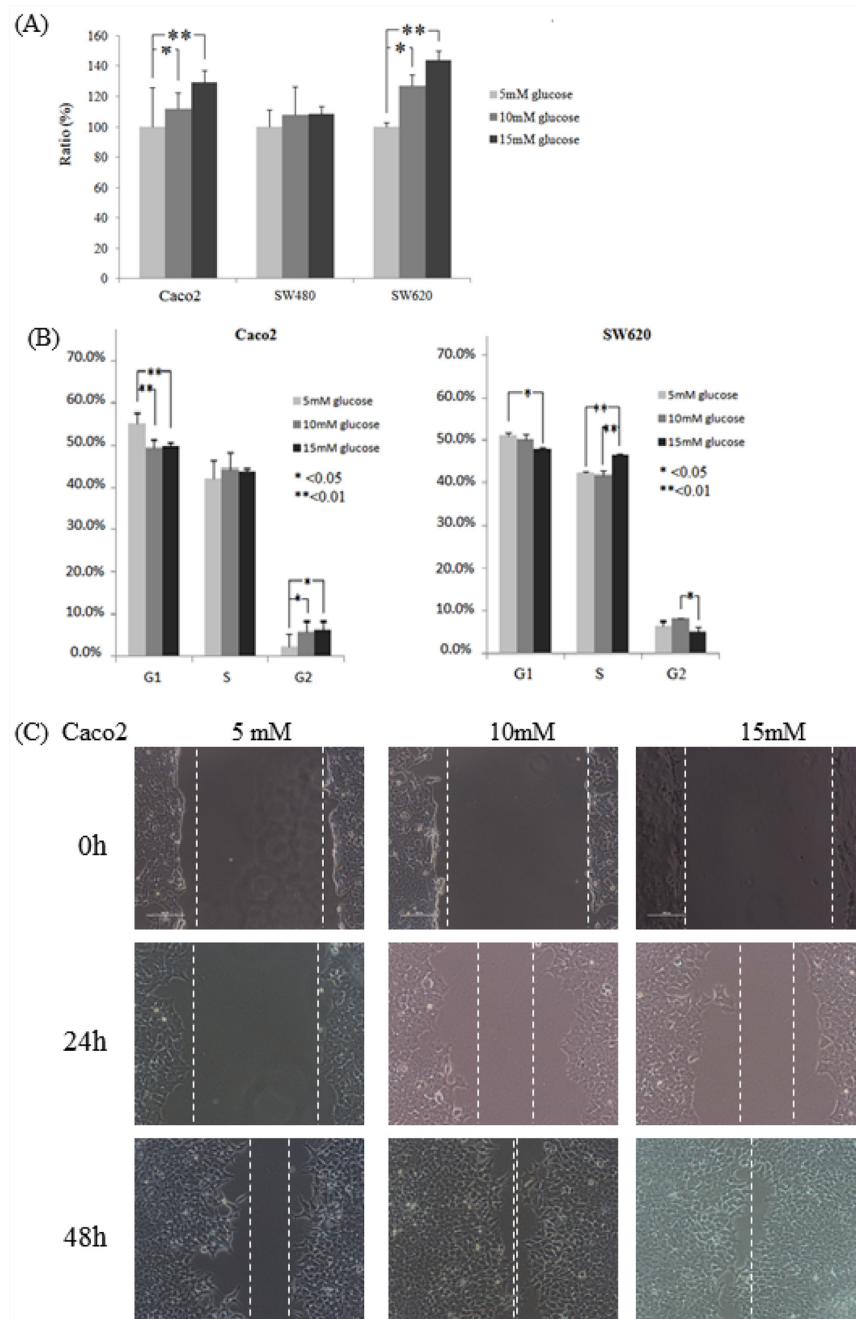 (A)
160
140
120
100
80
60
40
20
0
Ratio (%)
*
**
*
**
5mM glucose
10mM glucose
15mM glucose
Caco2 SW480 SW620
(B)
Caco2
70.0%
60.0%
50.0%
40.0%
30.0%
20.0%
10.0%
0.0%
**
**
*
*
5mM glucose
10mM glucose
15mM glucose
* <0.05
**<0.01
G1 S G2
SW620
70.0%
60.0%
50.0%
40.0%
30.0%
20.0%
10.0%
0.0%
*
**
**
*
5mM glucose
10mM glucose
15mM glucose
* <0.05
**<0.01
G1 S G2
(C) Caco2 5 mM 10mM 15mM
0h
24h
48h